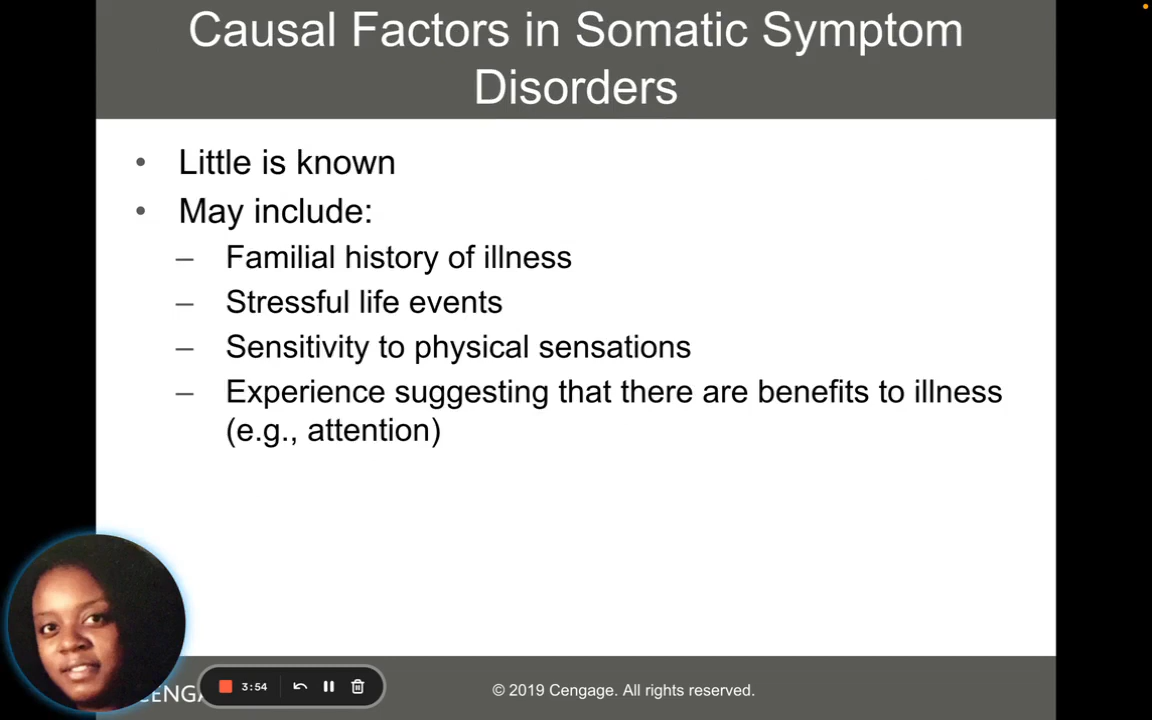 Causal Factors in Somatic Symptom
Disorders
• Little is known
• May include:
– Familial history of illness
– Stressful life events
– Sensitivity to physical sensations
– Experience suggesting that there are benefits to illness
(e.g., attention)
3:54
© 2019 Cengage. All rights reserved.